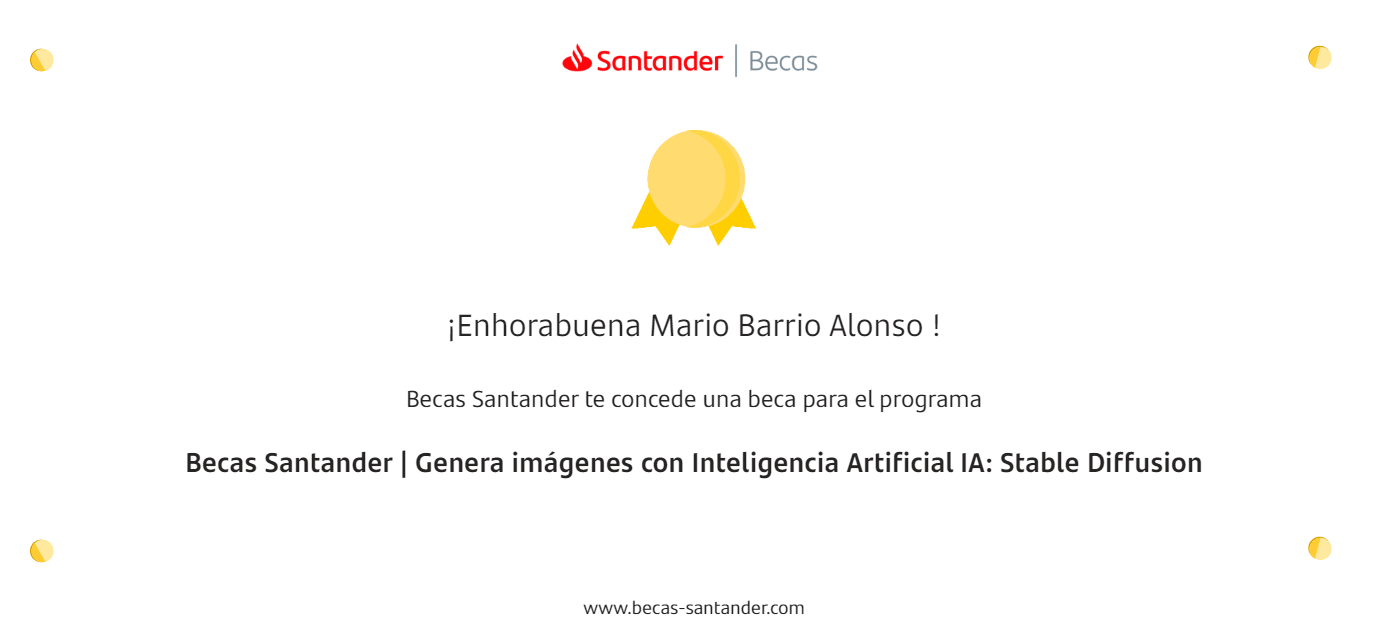 Santander | Becas
¡Enhorabuena Mario Barrio Alonso !
Becas Santander te concede una beca para el programa
Becas Santander | Genera imágenes con Inteligencia Artificial IA: Stable Diffusion
www.becas-santander.com